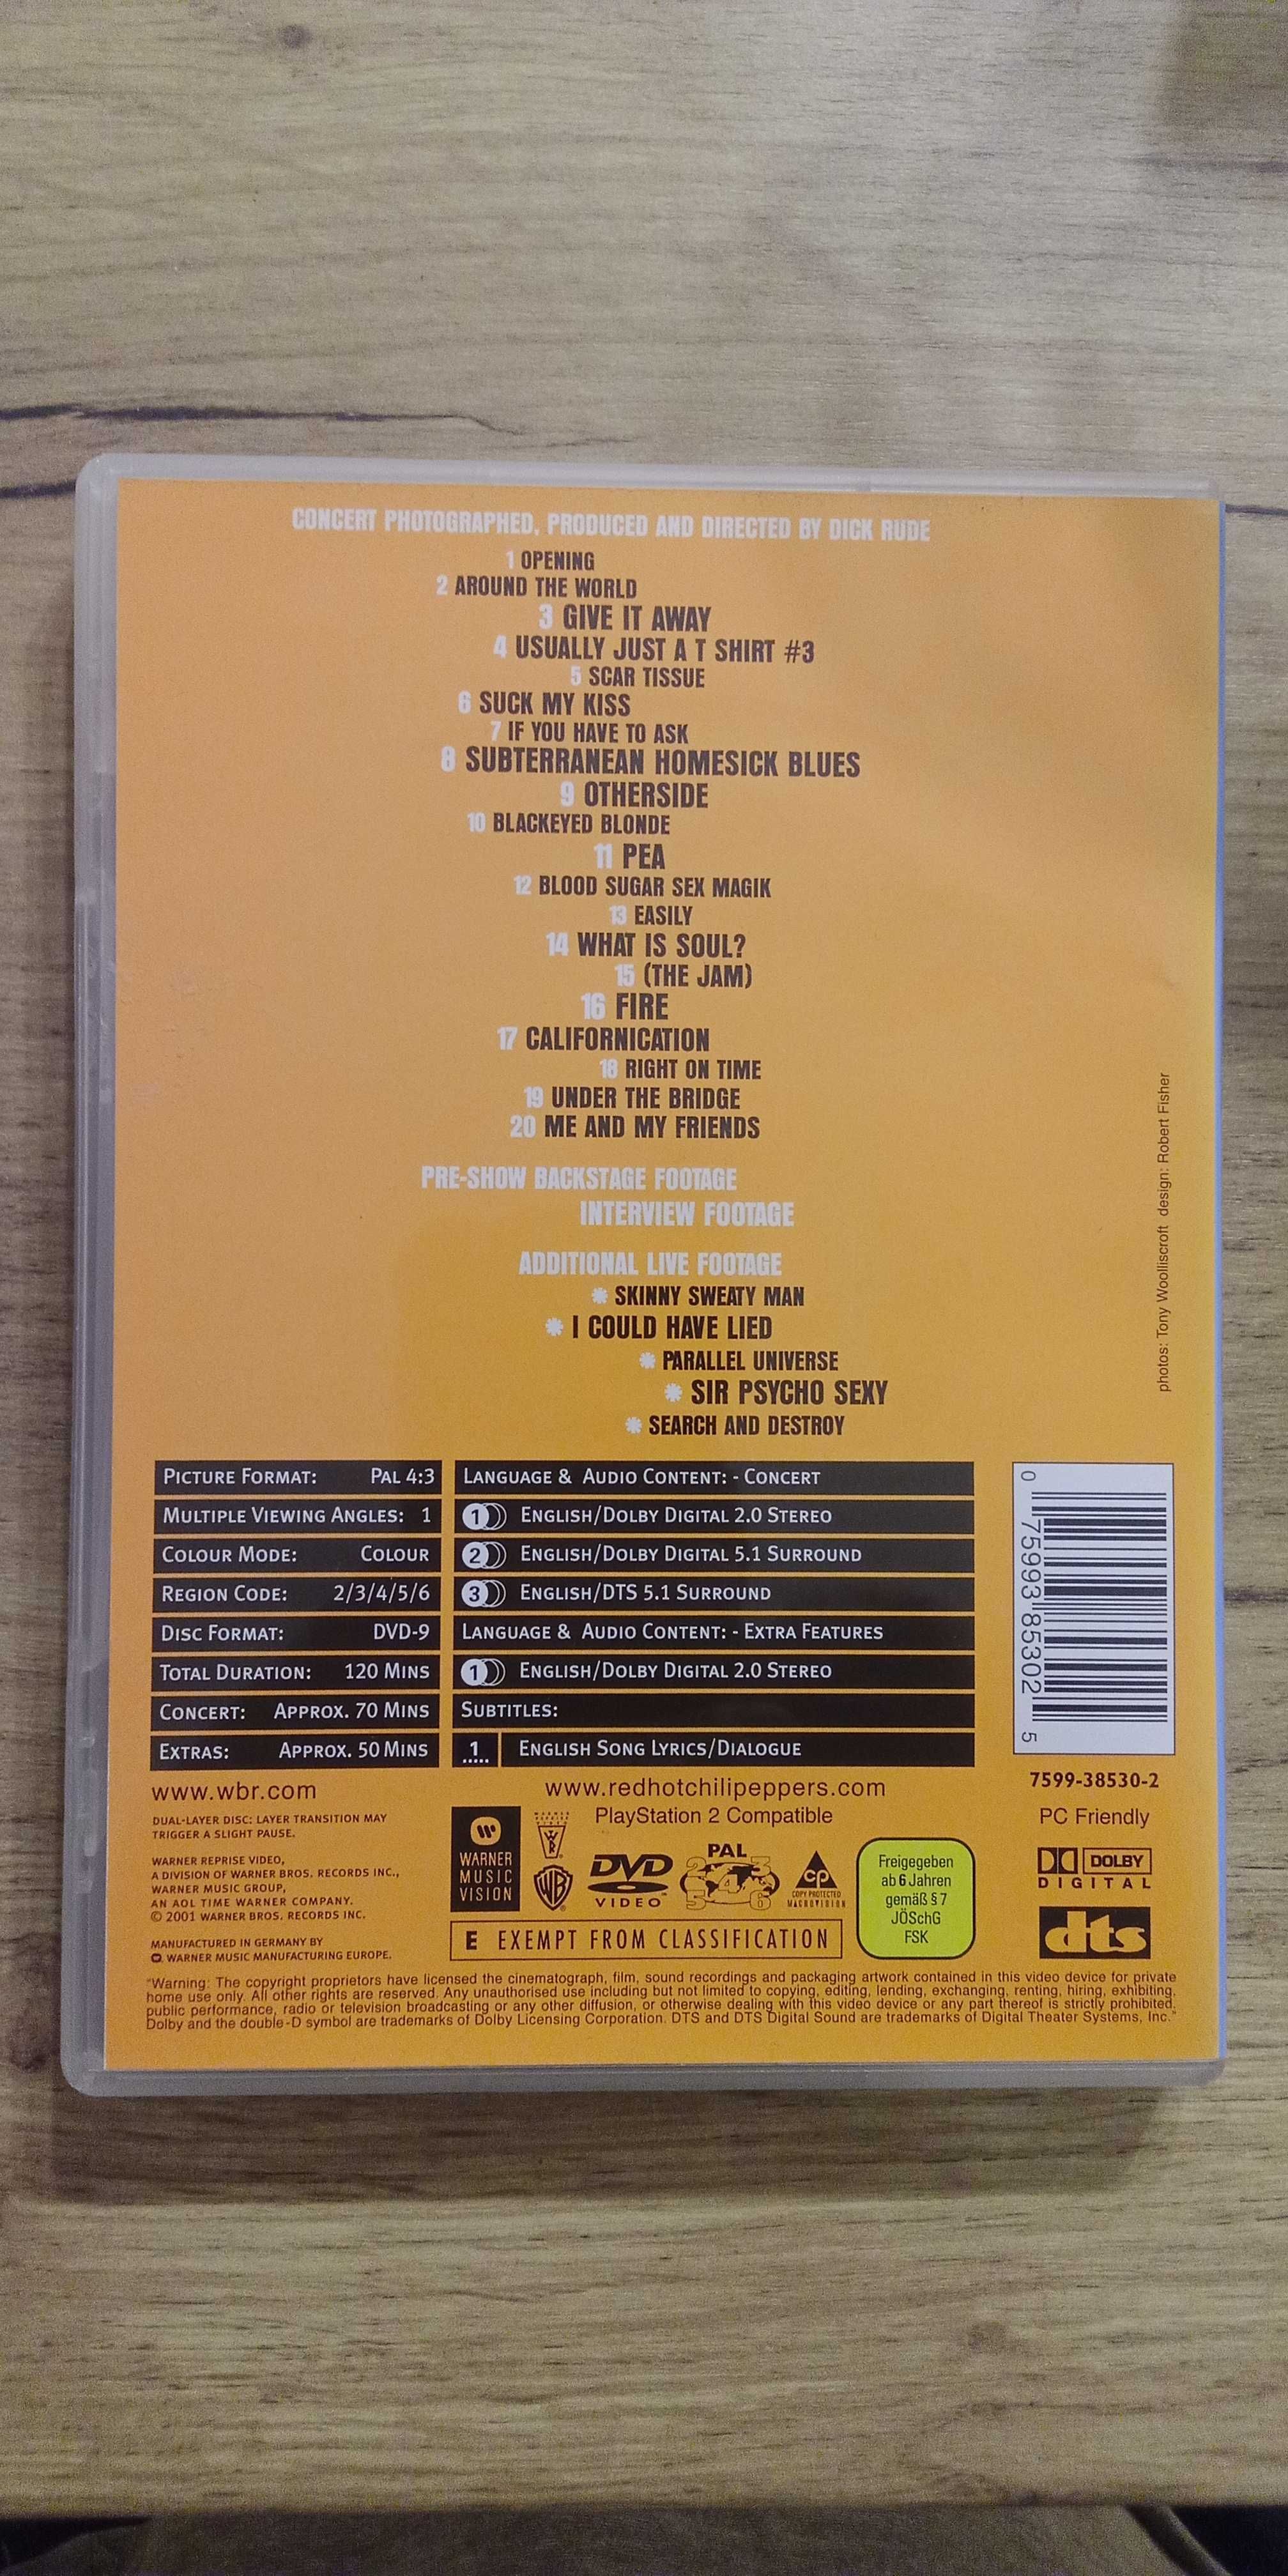 CONCERT PHOTOGRAPHED, PRODUCED AND DIRECTED BY DICK RUDE
1 OPENING
2 AROUND THE WORLD
3 GIVE IT AWAY
4 USUALLY JUST A T SHIRT #3
5 SCAR TISSUE
6 SUCK MY KISS
7 IF YOU HAVE TO ASK
8 SUBTERRANEAN HOMESICK BLUES
9 OTHERSIDE
10 BLACKEYED BLONDE
11 PEA
12 BLOOD SUGAR SEX MAGIK
13 EASILY
14 WHAT IS SOUL?
15 (THE JAM)
16 FIRE
17 CALIFORNICATION
18 RIGHT ON TIME
19 UNDER THE BRIDGE
20 ME AND MY FRIENDS
PRE-SHOW BACKSTAGE FOOTAGE
INTERVIEW FOOTAGE
ADDITIONAL LIVE FOOTAGE
SKINNY SWEATY MAN
I COULD HAVE LIED
PARALLEL UNIVERSE
SIR PSYCHO SEXY
SEARCH AND DESTROY
photos: Tony Woolliscroft design: Robert Fisher
PICTURE FORMAT: PAL 4:3
MULTIPLE VIEWING ANGLES: 1
COLOUR MODE: COLOUR
REGION CODE: 2/3/4/5/6
DISC FORMAT: DVD-9
TOTAL DURATION: 120 MINS
CONCERT: APPROX. 70 MINS
EXTRAS: APPROX. 50 MINS
LANGUAGE & AUDIO CONTENT: - CONCERT
1 ENGLISH/DOLBY DIGITAL 2.0 STEREO
2 ENGLISH/DOLBY DIGITAL 5.1 SURROUND
3 ENGLISH/DTS 5.1 SURROUND
LANGUAGE & AUDIO CONTENT: - EXTRA FEATURES
1 ENGLISH/DOLBY DIGITAL 2.0 STEREO
SUBTITLES:
1 ENGLISH SONG LYRICS/DIALOGUE
0 75993 85302 5
7599-38530-2
www.wbr.com
www.redhotchilipeppers.com
PlayStation 2 Compatible
PC Friendly
DUAL-LAYER DISC: LAYER TRANSITION MAY
TRIGGER A SLIGHT PAUSE.
WARNER REPRISE VIDEO,
A DIVISION OF WARNER BROS. RECORDS INC.,
WARNER MUSIC GROUP,
AN AOL TIME WARNER COMPANY.
© 2001 WARNER BROS. RECORDS INC.
MANUFACTURED IN GERMANY BY
WARNER MUSIC MANUFACTURING EUROPE.
WARNER
MUSIC
VISION
WB
DVD
VIDEO
PAL
2 3 4 5 6
CP
COPY PROTECTED
MACROVISION
E EXEMPT FROM CLASSIFICATION
Freigegeben
ab 6 Jahren
gemäß § 7
JÖSchG
FSK
DOLBY
DIGITAL
dts
"Warning: The copyright proprietors have licensed the cinematograph, film, sound recordings and packaging artwork contained in this video device for private
home use only. All other rights are reserved. Any unauthorised use including but not limited to copying, editing, lending, exchanging, renting, hiring, exhibiting,
public performance, radio or television broadcasting or any other diffusion, or otherwise dealing with this video device or any part thereof is strictly prohibited.
Dolby and the double-D symbol are trademarks of Dolby Licensing Corporation. DTS and DTS Digital Sound are trademarks of Digital Theater Systems, Inc."